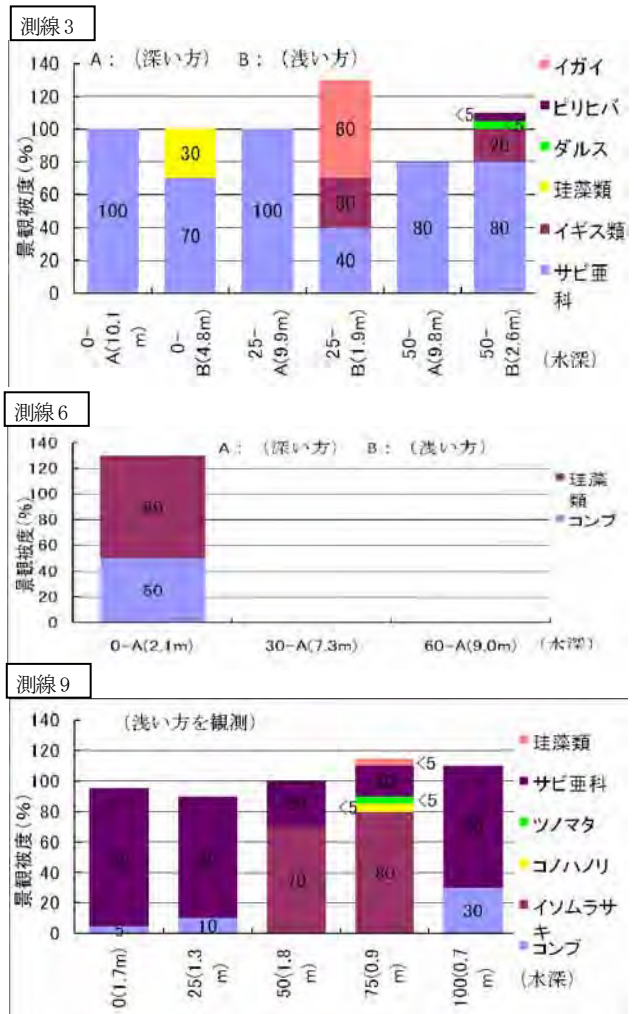 測線3
A: (深い方) B: (浅い方)
景観被度(%)
140
120
100
80
60
40
20
0
100
30
70
100
60
30
40
80
<5
<5
20
80
0-A(10.1m)
0-B(4.8m)
25-A(9.9m)
25-B(1.9m)
50-A(9.8m)
50-B(2.6m)
(水深)
イガイ
ピリヒバ
ダルス
珪藻類
イギス類
サビ亜科
測線6
A: (深い方) B: (浅い方)
景観被度(%)
140
120
100
80
60
40
20
0
80
50
0-A(2.1m)
30-A(7.3m)
60-A(9.0m)
(水深)
珪藻類
コンブ
測線9
(浅い方を観測)
景観被度(%)
140
120
100
80
60
40
20
0
5
10
70
<5
<5
<5
80
30
0(1.7m)
25(1.3m)
50(1.8m)
75(0.9m)
100(0.7m)
(水深)
珪藻類
サビ亜科
ツノマタ
コノハノリ
イソムラサキ
コンブ